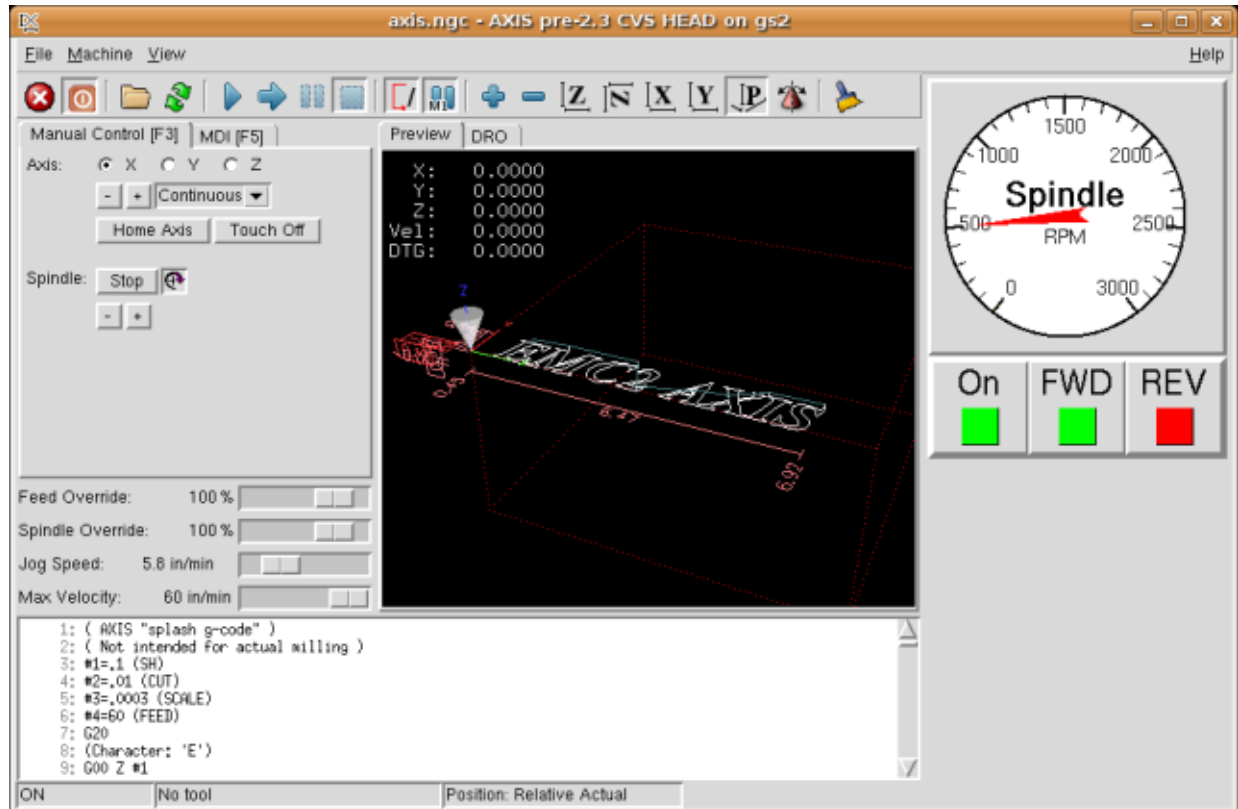 axis.ngc - AXIS pre-2.3 CVS HEAD on gs2
File Machine View Help
Z N X Y P
Manual Control [F3] MDI [F5]
Axis: X Y Z
- + Continuous
Home Axis Touch Off
Spindle: Stop
- +
Feed Override: 100 %
Spindle Override: 100 %
Jog Speed: 5.8 in/min
Max Velocity: 60 in/min
Preview DRO
X: 0.0000
Y: 0.0000
Z: 0.0000
Vel: 0.0000
DTG: 0.0000
Z
EMC2 AXIS
0.45
6.47
6.92
0 500 1000 1500 2000 2500 3000
Spindle
RPM
On FWD REV
1: ( AXIS "splash g-code" )
2: ( Not intended for actual milling )
3: #1=.1 (SH)
4: #2=.01 (CUT)
5: #3=.0003 (SCALE)
6: #4=60 (FEED)
7: G20
8: (Character: 'E')
9: G00 Z #1
ON No tool Position: Relative Actual